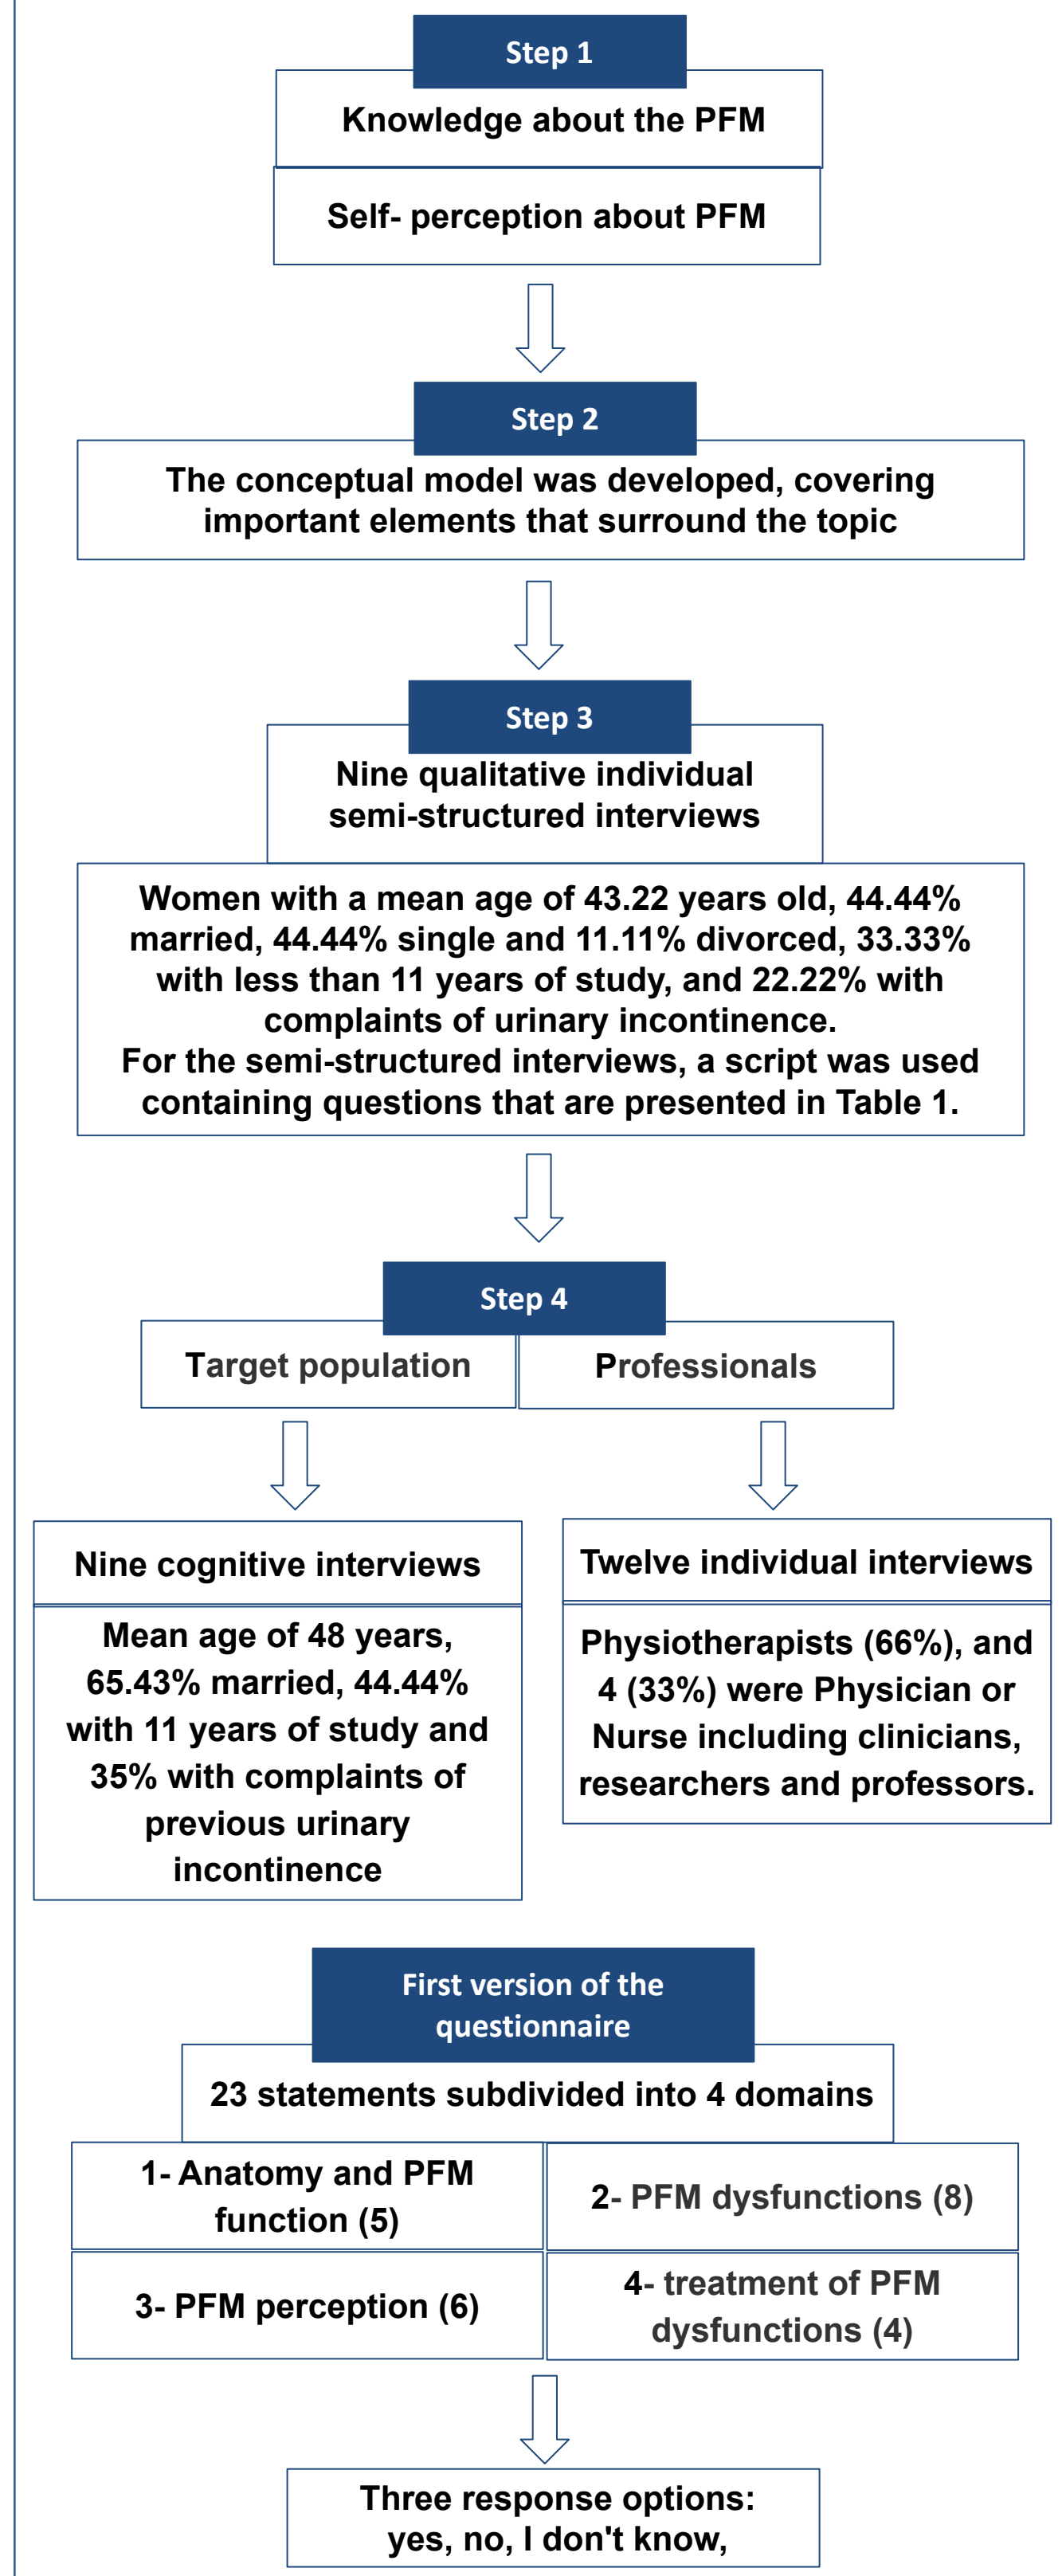 Step 1
Knowledge about the PFM
Self- perception about PFM
Step 2
The conceptual model was developed, covering
important elements that surround the topic
Step 3
Nine qualitative individual
semi-structured interviews
Women with a mean age of 43.22 years old, 44.44%
married, 44.44% single and 11.11% divorced, 33.33%
with less than 11 years of study, and 22.22% with
complaints of urinary incontinence.
For the semi-structured interviews, a script was used
containing questions that are presented in Table 1.
Step 4
Target population
Professionals
Nine cognitive interviews
Mean age of 48 years,
65.43% married, 44.44%
with 11 years of study and
35% with complaints of
previous urinary
incontinence
Twelve individual interviews
Physiotherapists (66%), and
4 (33%) were Physician or
Nurse including clinicians,
researchers and professors.
First version of the
questionnaire
23 statements subdivided into 4 domains
1- Anatomy and PFM
function (5)
2- PFM dysfunctions (8)
3- PFM perception (6)
4- treatment of PFM
dysfunctions (4)
Three response options:
yes, no, I don't know,